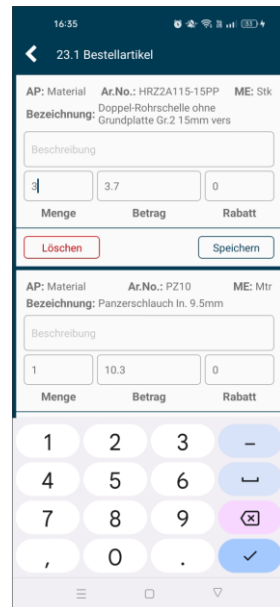 16:35
33
23.1 Bestellartikel
AP: Material Ar.No.: HRZ2A115-15PP ME: Stk
Bezeichnung: Doppel-Rohrschelle ohne
Grundplatte Gr.2 15mm vers
Beschreibung
3 3.7 0
Menge Betrag Rabatt
Löschen Speichern
AP: Material Ar.No.: PZ10 ME: Mtr
Bezeichnung: Panzerschlauch In. 9.5mm
Beschreibung
1 10.3 0
Menge Betrag Rabatt
1 2 3 -
4 5 6
7 8 9
, 0 .